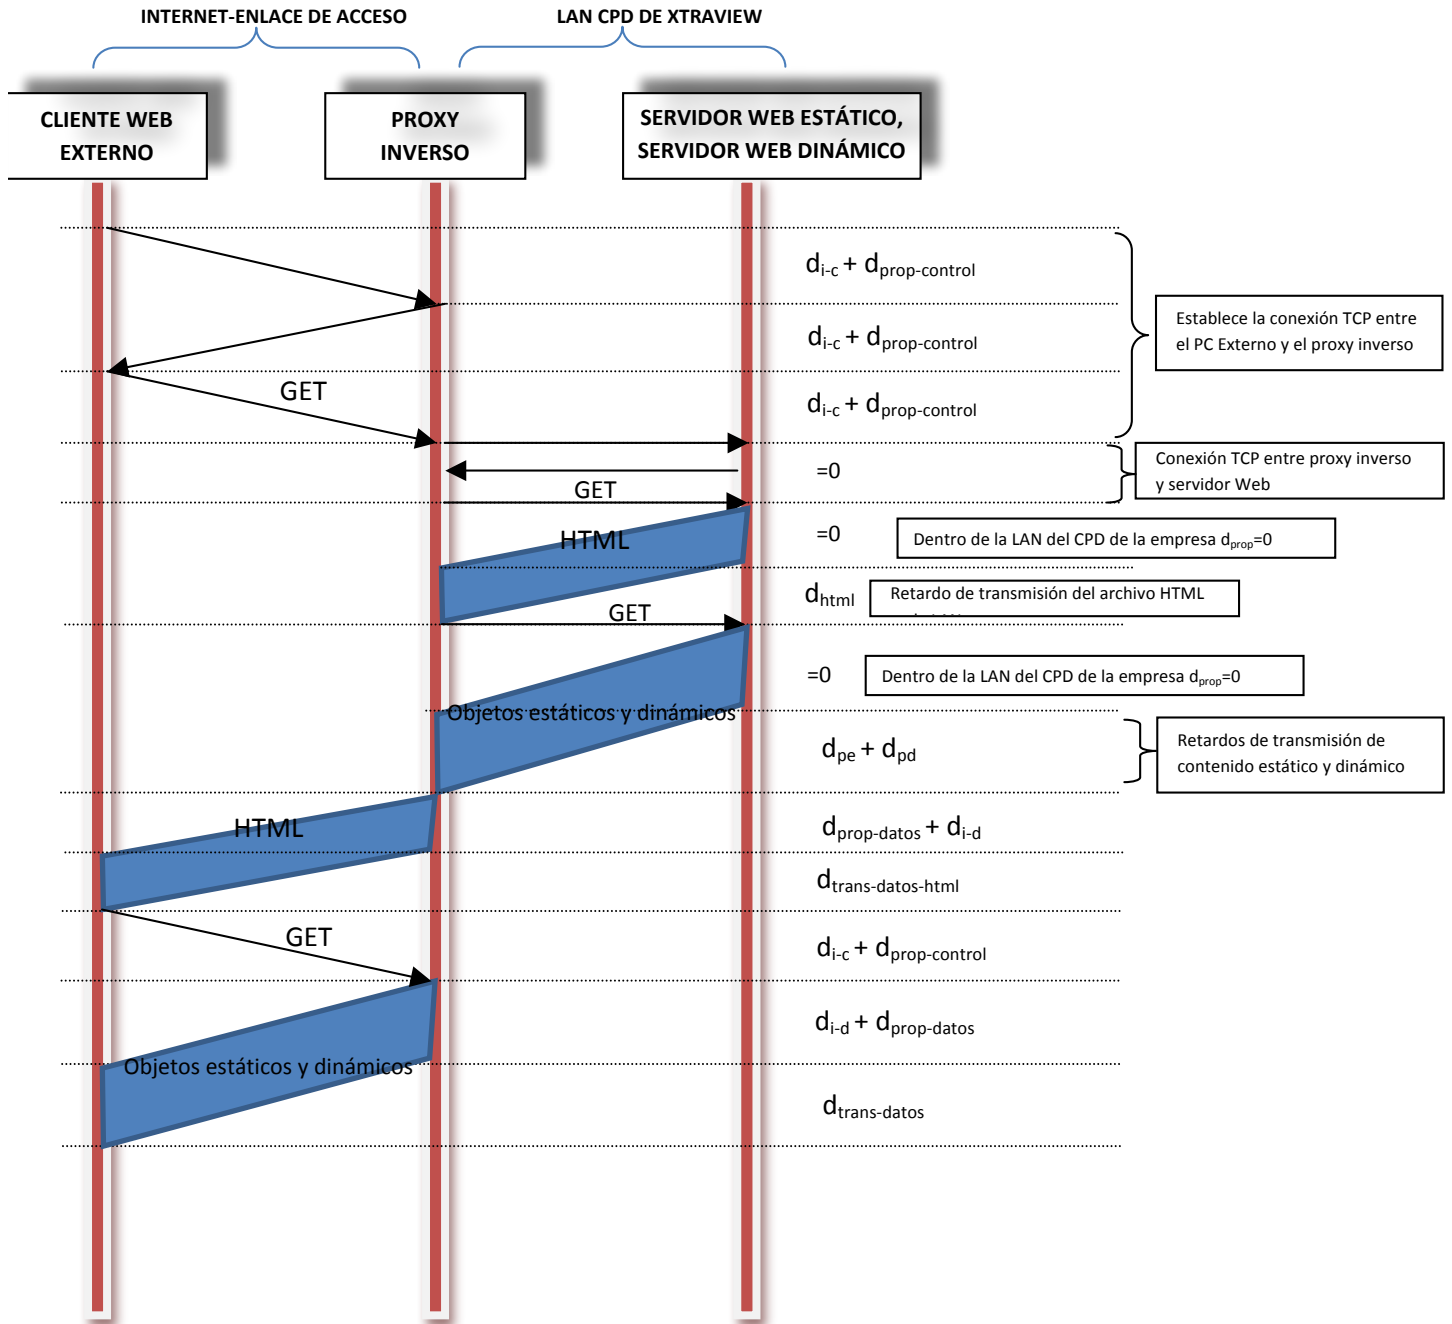 INTERNET-ENLACE DE ACCESO
LAN CPD DE XTRAVIEW
CLIENTE WEB
EXTERNO
PROXY
INVERSO
SERVIDOR WEB ESTÁTICO,
SERVIDOR WEB DINÁMICO
di-c + dprop-control
di-c + dprop-control
Establece la conexión TCP entre
el PC Externo y el proxy inverso
GET
di-c + dprop-control
=0
Conexión TCP entre proxy inverso
y servidor Web
GET
HTML
=0
Dentro de la LAN del CPD de la empresa dprop=0
dhtml
Retardo de transmisión del archivo HTML
GET
=0
Dentro de la LAN del CPD de la empresa dprop=0
Objetos estáticos y dinámicos
dpe + dpd
Retardos de transmisión de
contenido estático y dinámico
HTML
dprop-datos + di-d
dtrans-datos-html
GET
di-c + dprop-control
di-d + dprop-datos
Objetos estáticos y dinámicos
dtrans-datos